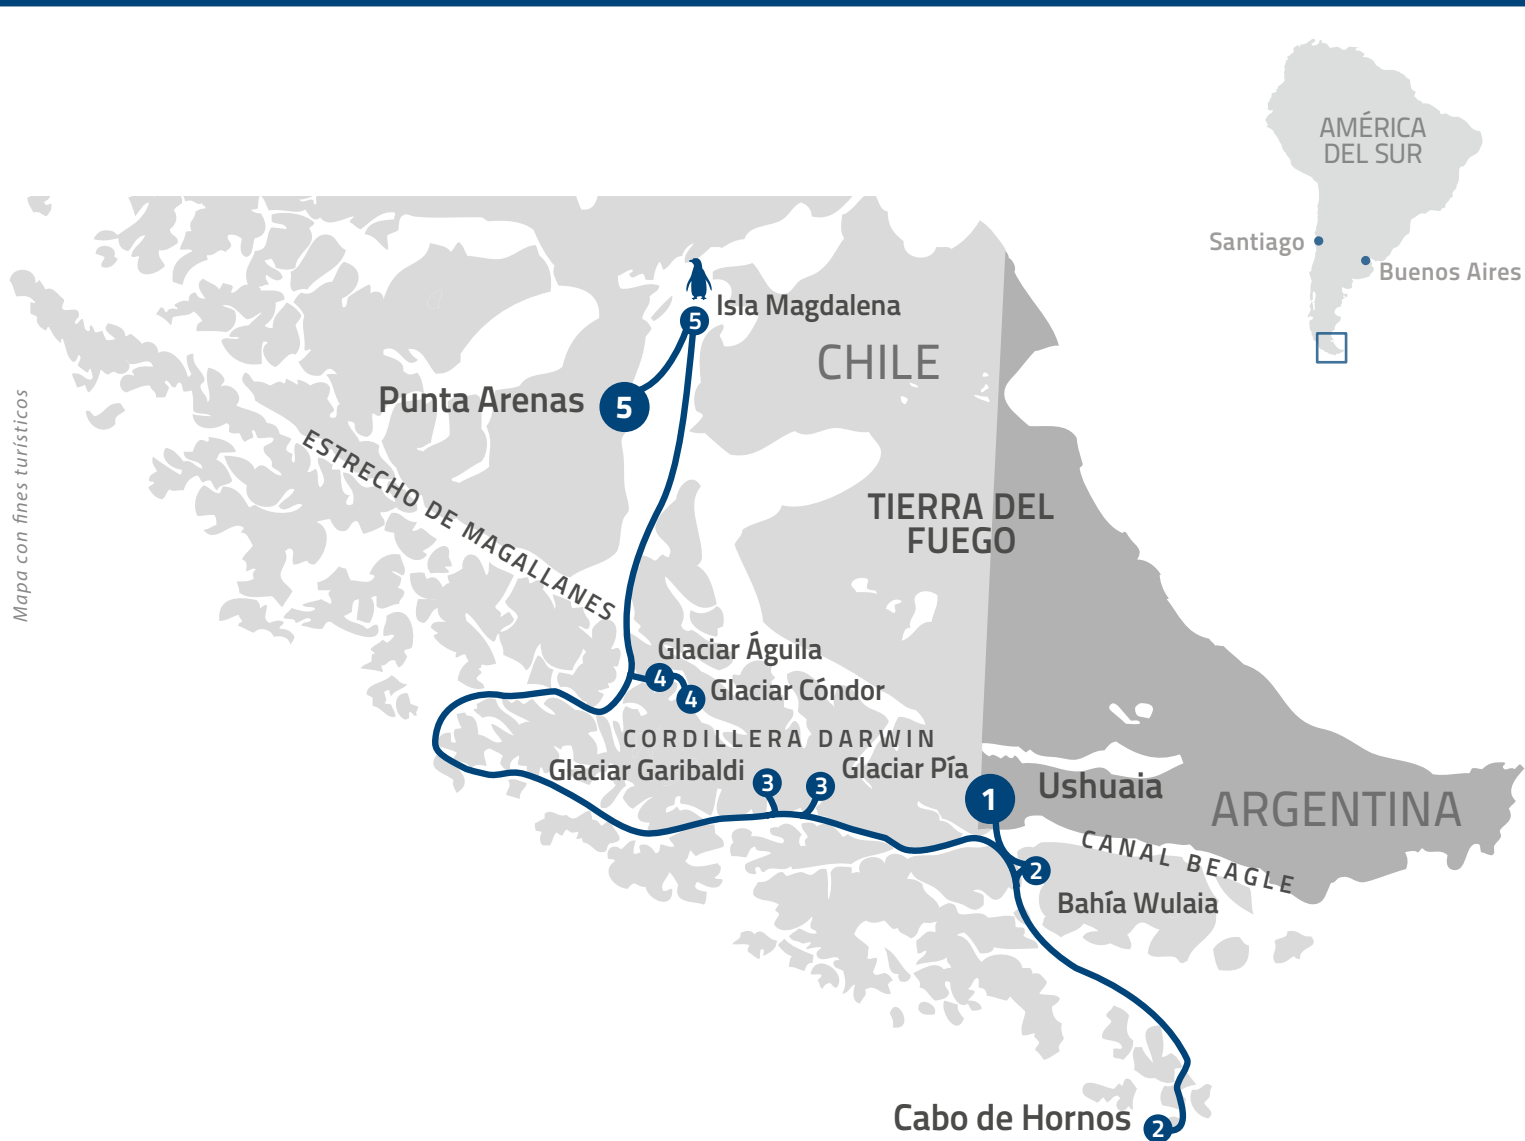 AMÉRICA
DEL SUR
Santiago
Buenos Aires
Isla Magdalena
5
CHILE
Punta Arenas
5
Mapa con fines turísticos
ESTRECHO DE MAGALLANES
TIERRA DEL
FUEGO
Glaciar Águila
4
4
Glaciar Cóndor
CORDILLERA DARWIN
Glaciar Garibaldi
3
3
Glaciar Pía
1
Ushuaia
ARGENTINA
CANAL BEAGLE
2
Bahía Wulaia
Cabo de Hornos
2